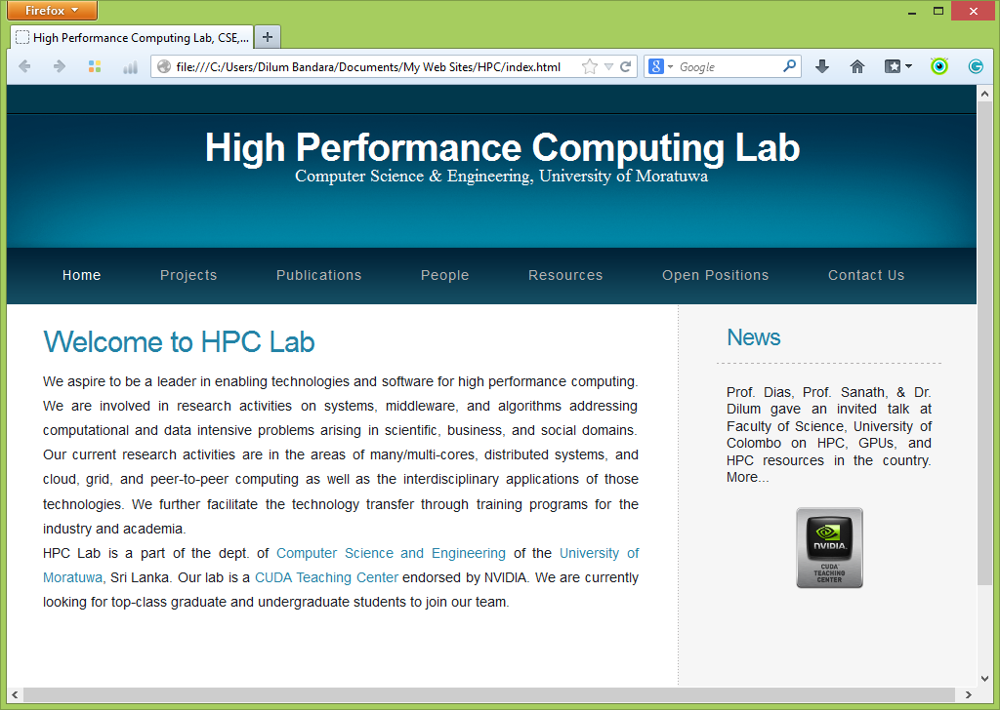 Firefox
High Performance Computing Lab, CSE,...
file:///C:/Users/Dilum Bandara/Documents/My Web Sites/HPC/index.html
Google
High Performance Computing Lab
Computer Science & Engineering, University of Moratuwa
Home Projects Publications People Resources Open Positions Contact Us
Welcome to HPC Lab
We aspire to be a leader in enabling technologies and software for high performance computing.
We are involved in research activities on systems, middleware, and algorithms addressing
computational and data intensive problems arising in scientific, business, and social domains.
Our current research activities are in the areas of many/multi-cores, distributed systems, and
cloud, grid, and peer-to-peer computing as well as the interdisciplinary applications of those
technologies. We further facilitate the technology transfer through training programs for the
industry and academia.
HPC Lab is a part of the dept. of Computer Science and Engineering of the University of
Moratuwa, Sri Lanka. Our lab is a CUDA Teaching Center endorsed by NVIDIA. We are currently
looking for top-class graduate and undergraduate students to join our team.
News
Prof. Dias, Prof. Sanath, & Dr.
Dilum gave an invited talk at
Faculty of Science, University of
Colombo on HPC, GPUs, and
HPC resources in the country.
More...
NVIDIA.
CUDA
TEACHING
CENTER